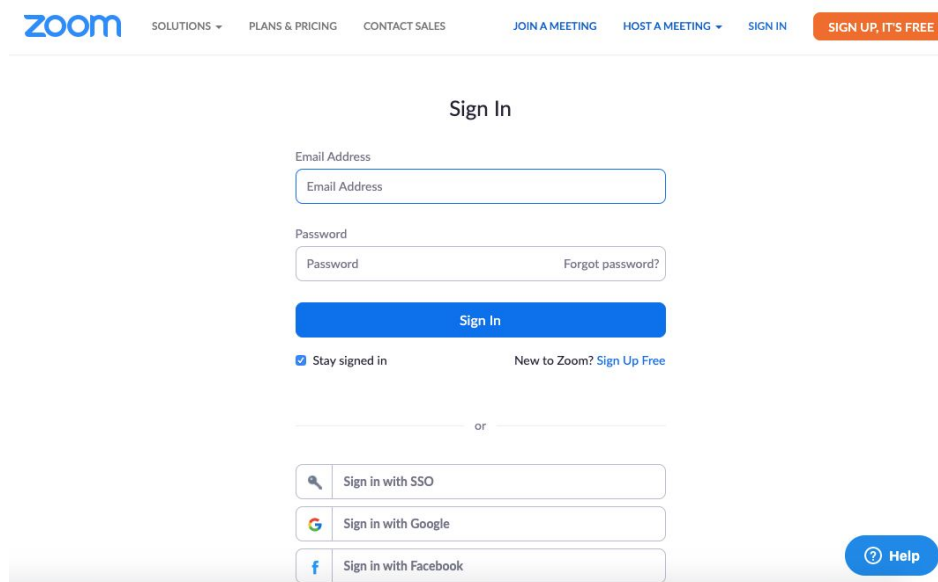 zoom SOLUTIONS PLANS & PRICING CONTACT SALES JOIN A MEETING HOST A MEETING SIGN IN SIGN UP, IT'S FREE
Sign In
Email Address
Email Address
Password
Password Forgot password?
Sign In
Stay signed in New to Zoom? Sign Up Free
or
Sign in with SSO
G Sign in with Google
f Sign in with Facebook
? Help